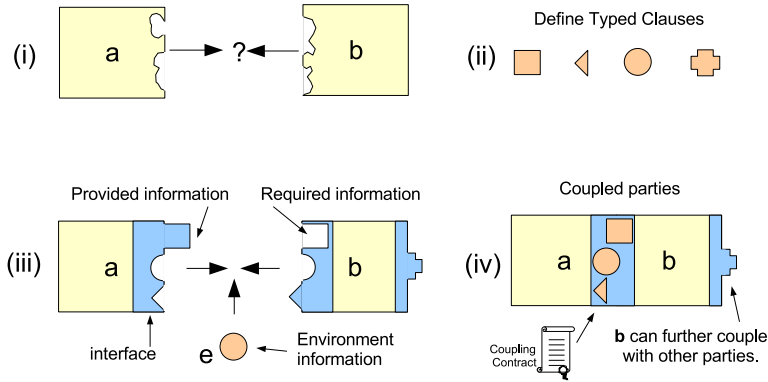 (i)
a
?
b
Define Typed Clauses
(ii)
Provided information
Required information
(iii)
a
b
interface
e
Environment
information
Coupled parties
(iv)
a
b
Coupling
Contract
b can further couple
with other parties.